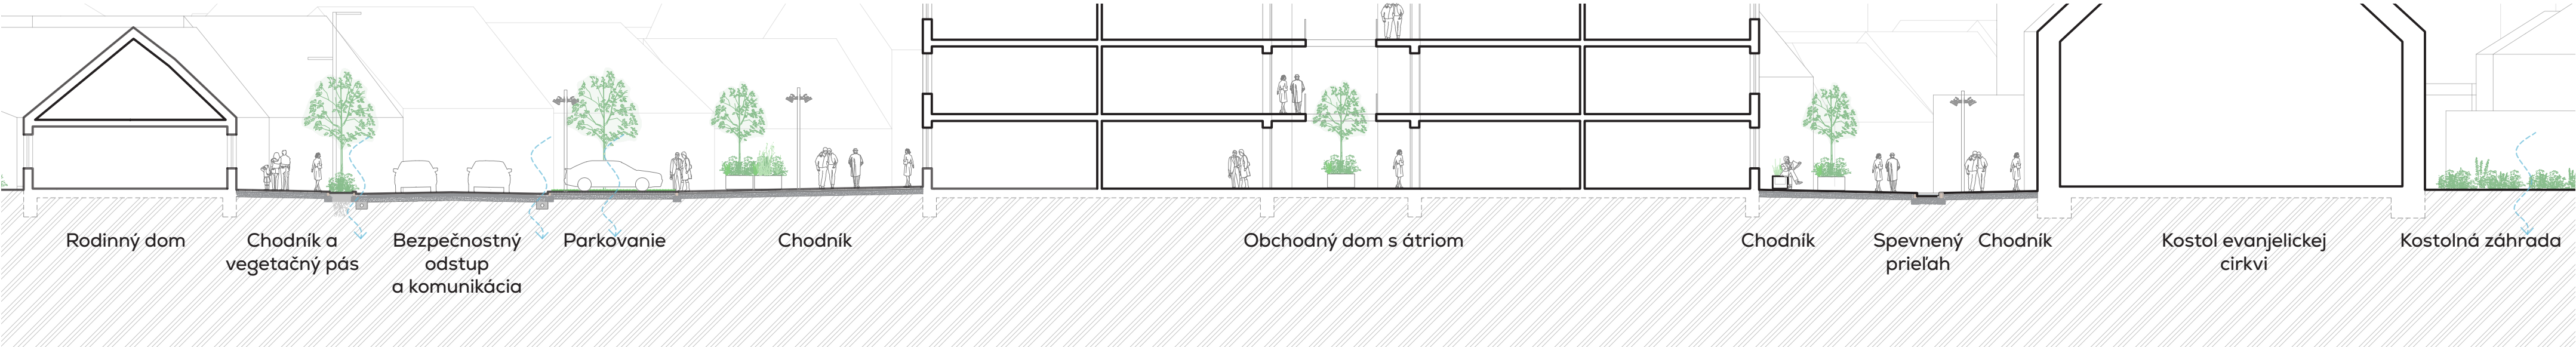 Rodinný dom
Chodník a
vegetačný pás
Bezpečnostný
odstup
a komunikácia
Parkovanie
Chodník
Obchodný dom s átriom
Chodník
Spevnený
prieľah
Chodník
Kostol evanjelickej
cirkvi
Kostolná záhrada